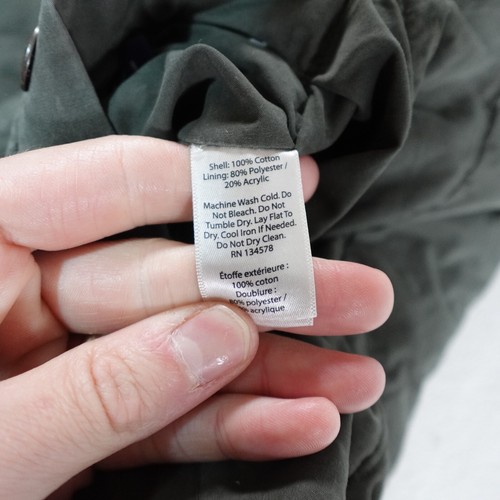 Shell: 100% Cotton
Lining: 80% Polyester /
20% Acrylic
Machine Wash Cold. Do
Not Bleach. Do Not
Tumble Dry. Lay Flat To
Dry. Cool Iron If Needed.
Do Not Dry Clean.
RN 134578
Étoffe extérieure :
100% coton
Doublure :
80% polyester /
acrylique